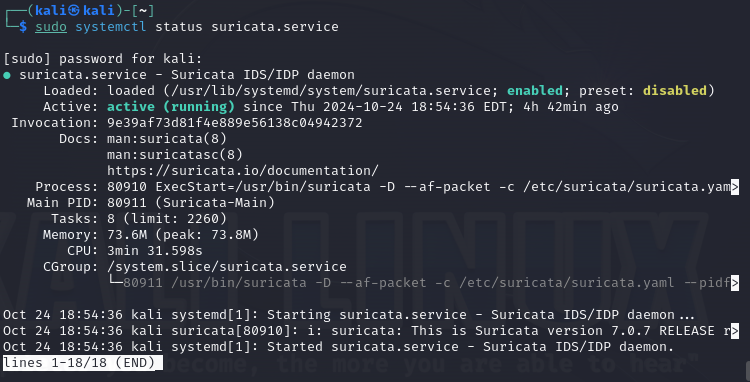 ┌──(kali㉿kali)-[~]
└─$ sudo systemctl status suricata.service
[sudo] password for kali:
● suricata.service - Suricata IDS/IDP daemon
     Loaded: loaded (/usr/lib/systemd/system/suricata.service; enabled; preset: disabled)
     Active: active (running) since Thu 2024-10-24 18:54:36 EDT; 4h 42min ago
 Invocation: 9e39af73d81f4e889e56138c04942372
       Docs: man:suricata(8)
             man:suricatasc(8)
             https://suricata.io/documentation/
    Process: 80910 ExecStart=/usr/bin/suricata -D --af-packet -c /etc/suricata/suricata.yam>
   Main PID: 80911 (Suricata-Main)
      Tasks: 8 (limit: 2260)
     Memory: 73.6M (peak: 73.8M)
        CPU: 3min 31.598s
     CGroup: /system.slice/suricata.service
             └─80911 /usr/bin/suricata -D --af-packet -c /etc/suricata/suricata.yaml --pidf>
Oct 24 18:54:36 kali systemd[1]: Starting suricata.service - Suricata IDS/IDP daemon...
Oct 24 18:54:36 kali suricata[80910]: i: suricata: This is Suricata version 7.0.7 RELEASE r>
Oct 24 18:54:36 kali systemd[1]: Started suricata.service - Suricata IDS/IDP daemon.
lines 1-18/18 (END)
become, the more you are able to hear"
KALI LINUX